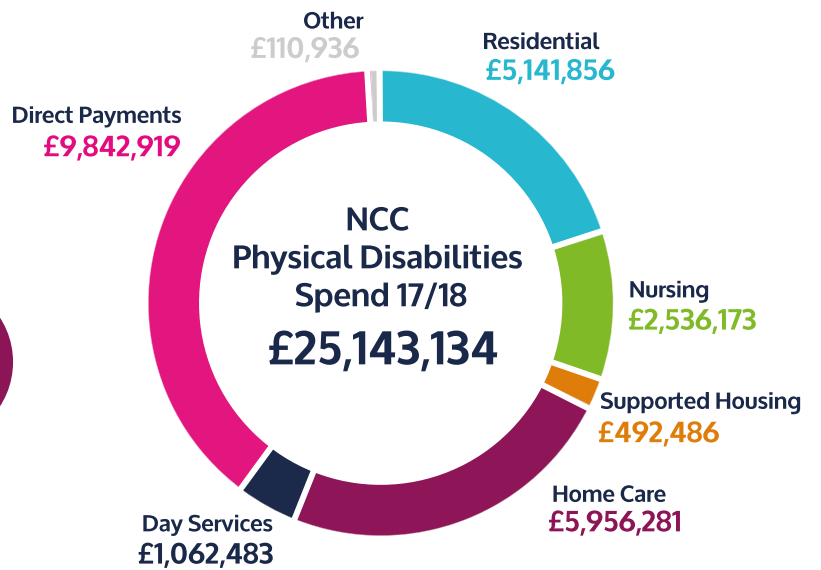 Other
£110,936
Residential
£5,141,856
Direct Payments
£9,842,919
NCC
Physical Disabilities
Spend 17/18
£25,143,134
Nursing
£2,536,173
Supported Housing
£492,486
Home Care
£5,956,281
Day Services
£1,062,483